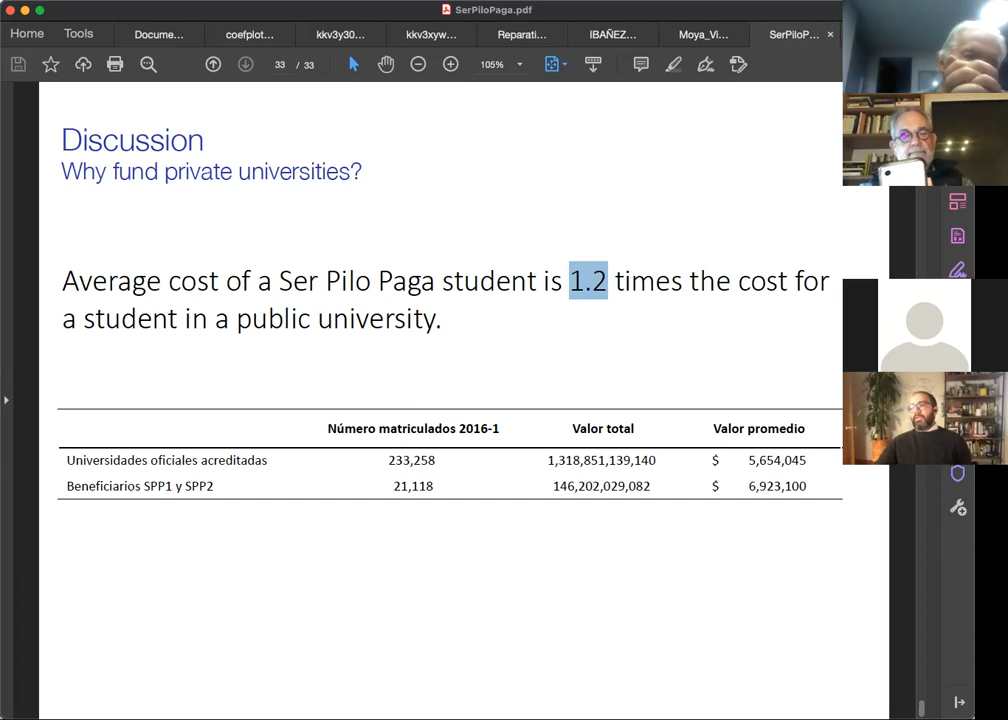 SerPiloPaga.pdf
Home Tools Docume... coefplot... kkv3y30... kkv3xyw... Reparati... IBAÑEZ... Moya_Vi... SerPiloP... ×
33 / 33 105%
Discussion
Why fund private universities?
Average cost of a Ser Pilo Paga student is 1.2 times the cost for
a student in a public university.
Número matriculados 2016-1 Valor total Valor promedio
Universidades oficiales acreditadas 233,258 1,318,851,139,140 $ 5,654,045
Beneficiarios SPP1 y SPP2 21,118 146,202,029,082 $ 6,923,100